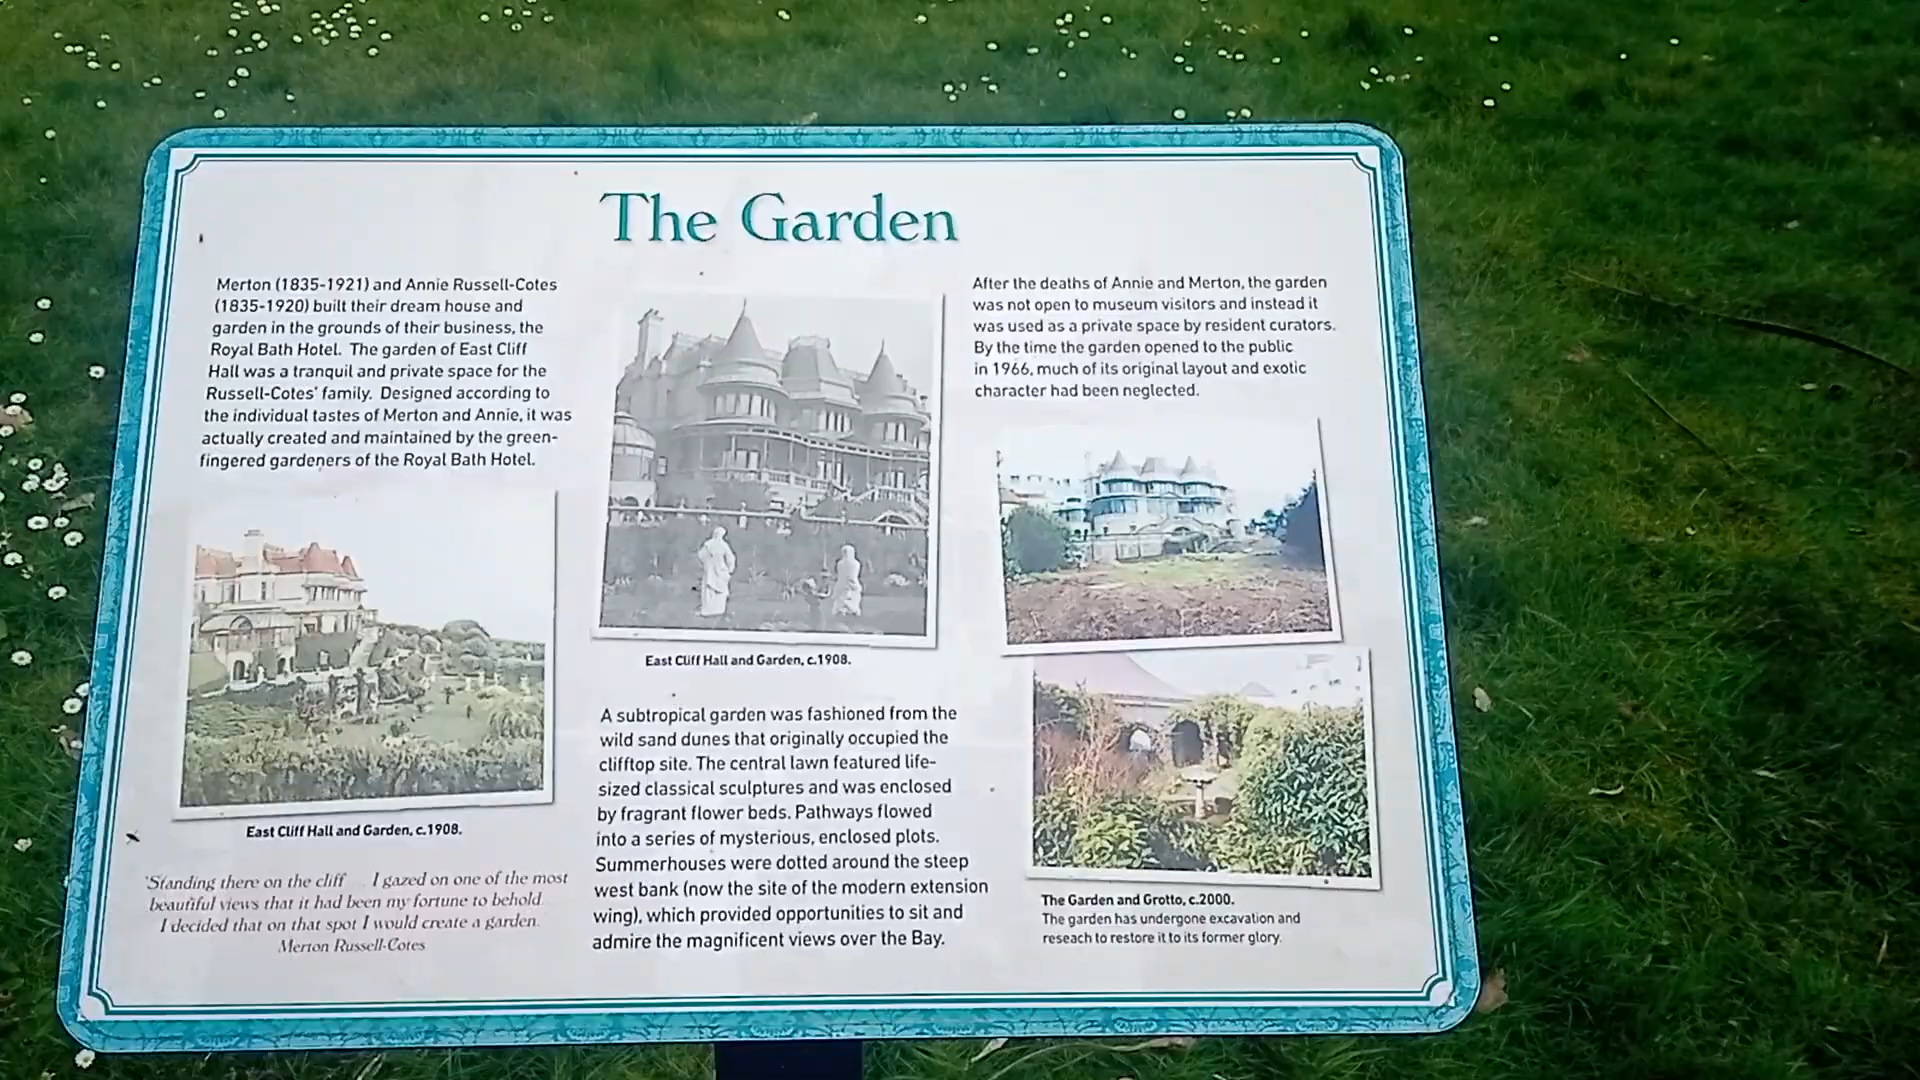 The Garden
Merton (1835-1921) and Annie Russell-Cotes
(1835-1920) built their dream house and
garden in the grounds of their business, the
Royal Bath Hotel. The garden of East Cliff
Hall was a tranquil and private space for the
Russell-Cotes' family. Designed according to
the individual tastes of Merton and Annie, it was
actually created and maintained by the green-
fingered gardeners of the Royal Bath Hotel.
East Cliff Hall and Garden, c.1908.
'Standing there on the cliff ... I gazed on one of the most
beautiful views that it had been my fortune to behold.
I decided that on that spot I would create a garden.'
Merton Russell-Cotes
East Cliff Hall and Garden, c.1908.
A subtropical garden was fashioned from the
wild sand dunes that originally occupied the
clifftop site. The central lawn featured life-
sized classical sculptures and was enclosed
by fragrant flower beds. Pathways flowed
into a series of mysterious, enclosed plots.
Summerhouses were dotted around the steep
west bank (now the site of the modern extension
wing), which provided opportunities to sit and
admire the magnificent views over the Bay.
After the deaths of Annie and Merton, the garden
was not open to museum visitors and instead it
was used as a private space by resident curators.
By the time the garden opened to the public
in 1966, much of its original layout and exotic
character had been neglected.
The Garden and Grotto, c.2000.
The garden has undergone excavation and
reseach to restore it to its former glory.